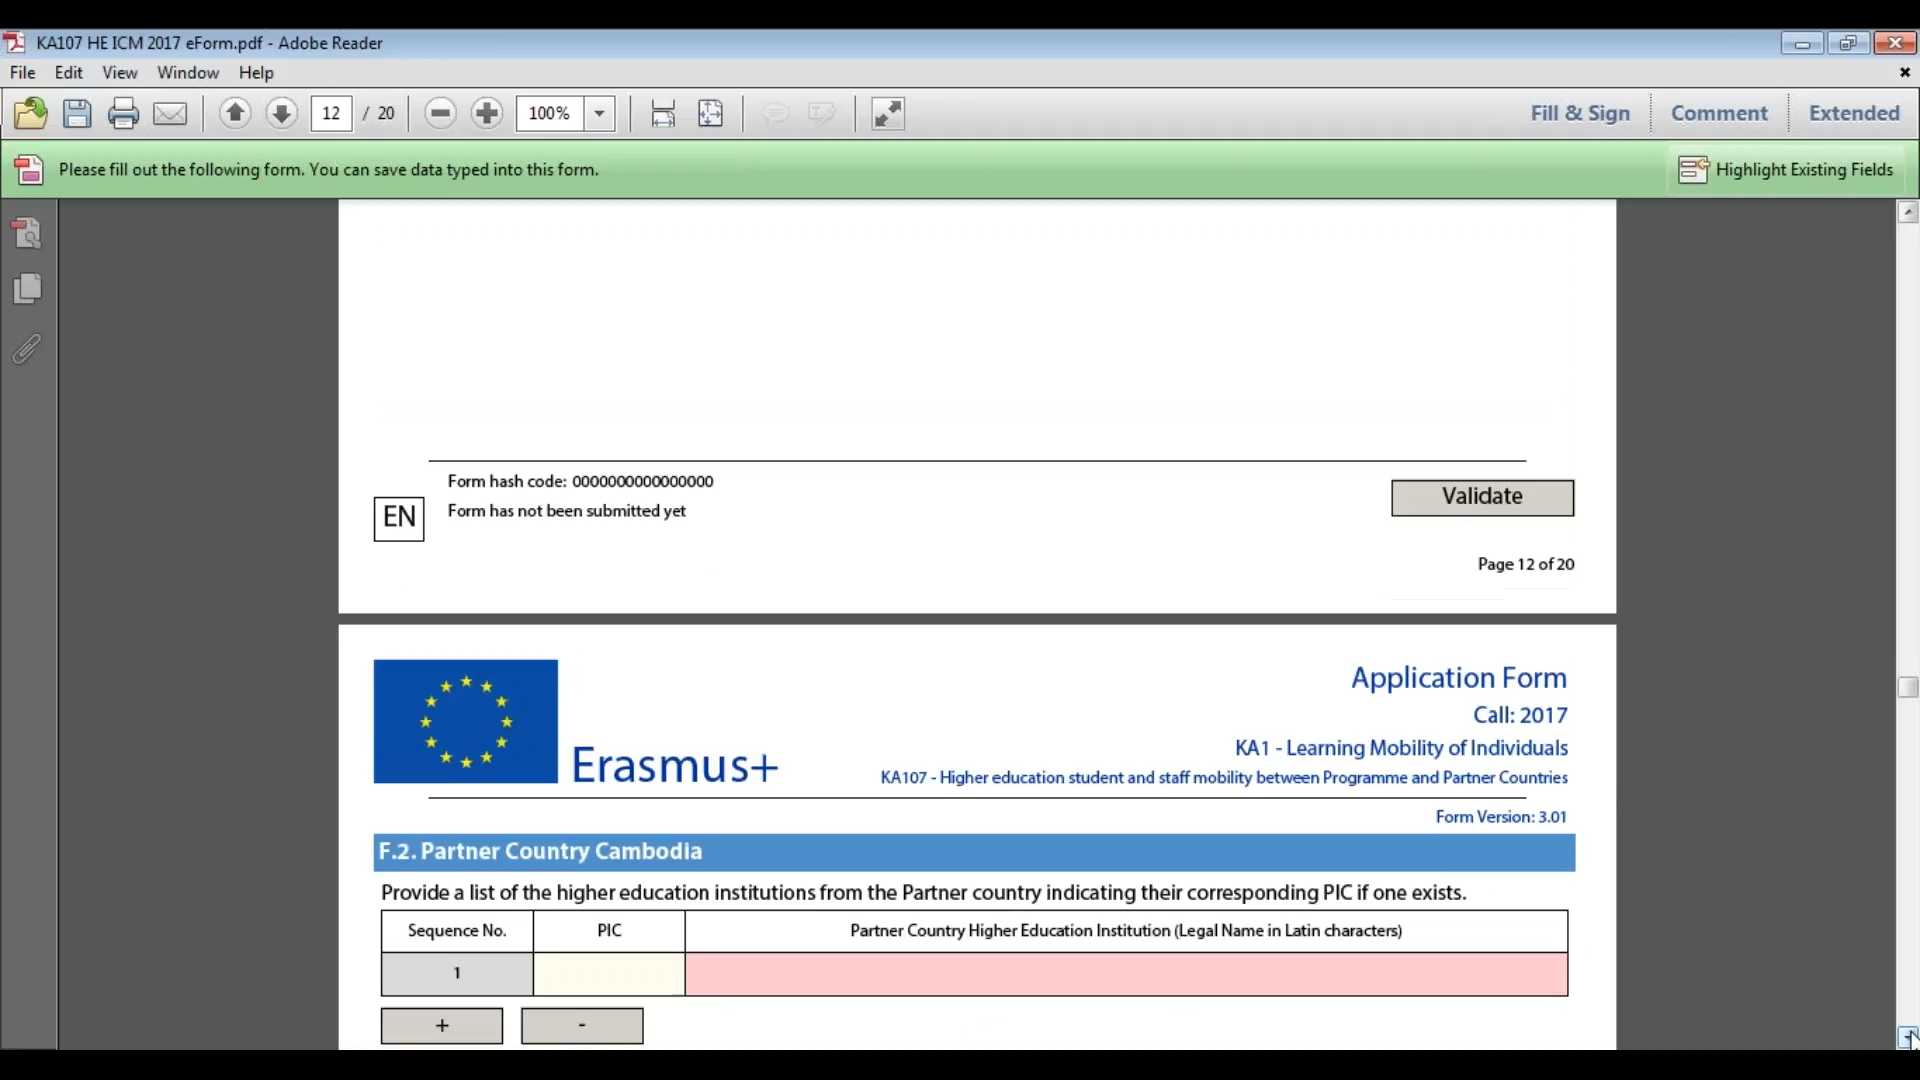 KA107 HE ICM 2017 eForm.pdf - Adobe Reader
File Edit View Window Help
12 / 20 100% Fill & Sign Comment Extended
Please fill out the following form. You can save data typed into this form. Highlight Existing Fields
Form hash code: 0000000000000000
EN Form has not been submitted yet
Validate
Page 12 of 20
Erasmus+
Application Form
Call: 2017
KA1 - Learning Mobility of Individuals
KA107 - Higher education student and staff mobility between Programme and Partner Countries
Form Version: 3.01
F.2. Partner Country Cambodia
Provide a list of the higher education institutions from the Partner country indicating their corresponding PIC if one exists.
Sequence No. PIC Partner Country Higher Education Institution (Legal Name in Latin characters)
1
+ -